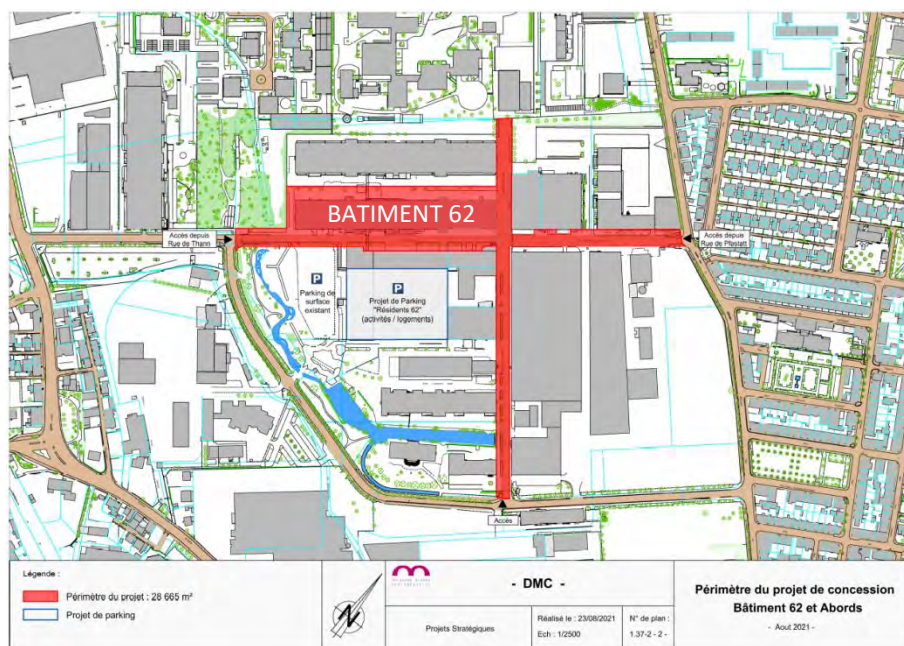 BATIMENT 62
Accès depuis
Rue de Thann
Accès depuis
Rue de Pfastatt
P
Parking de
surface
existant
P
Projet de Parking
"Résidents 62"
(activités / logements)
Accès
Légende :
Périmètre du projet : 28 665 m²
Projet de parking
N
- DMC -
Projets Stratégiques
Réalisé le : 23/08/2021
Ech : 1/2500
N° de plan :
1.37-2 - 2 -
Périmètre du projet de concession
Bâtiment 62 et Abords
- Aout 2021 -